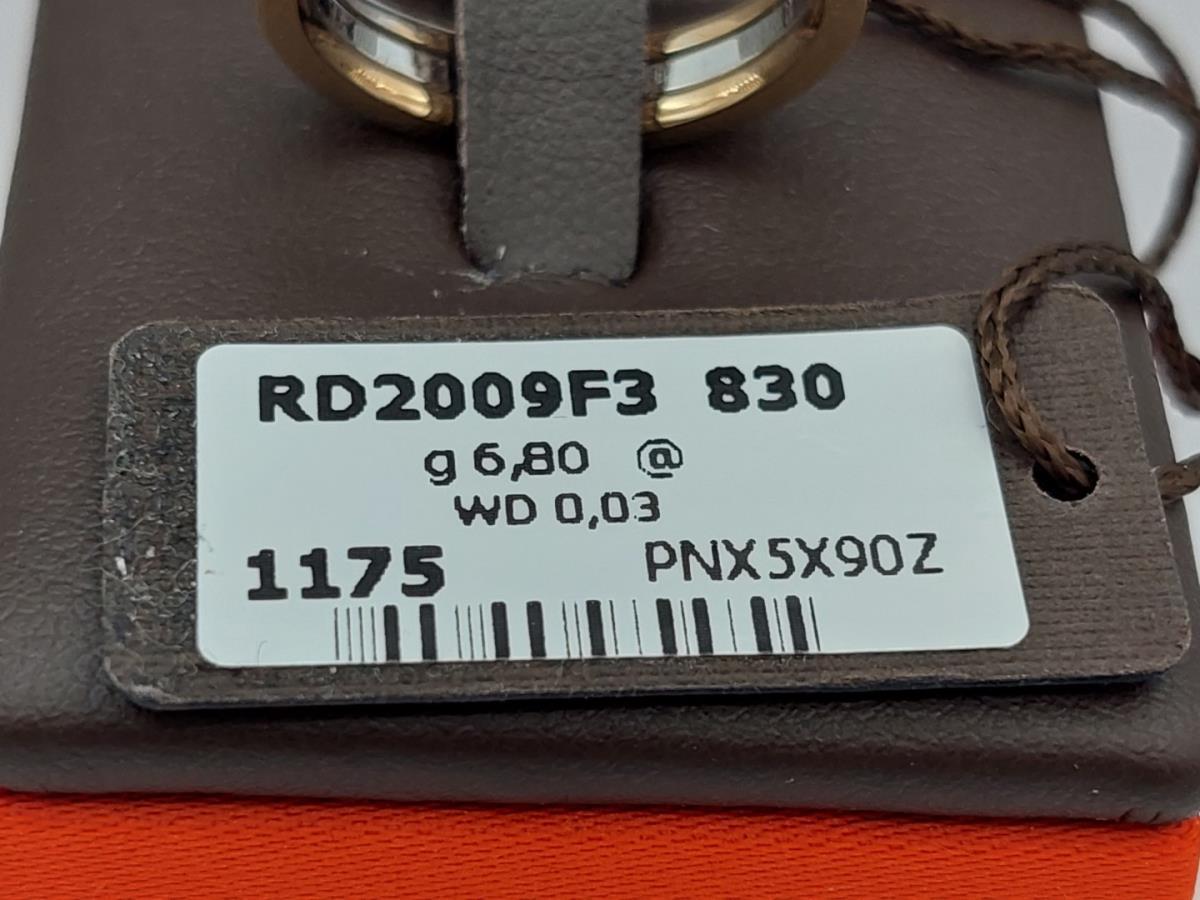 RD2009F3 830
g 6,80 @
WD 0,03
1175 PNX5X90Z